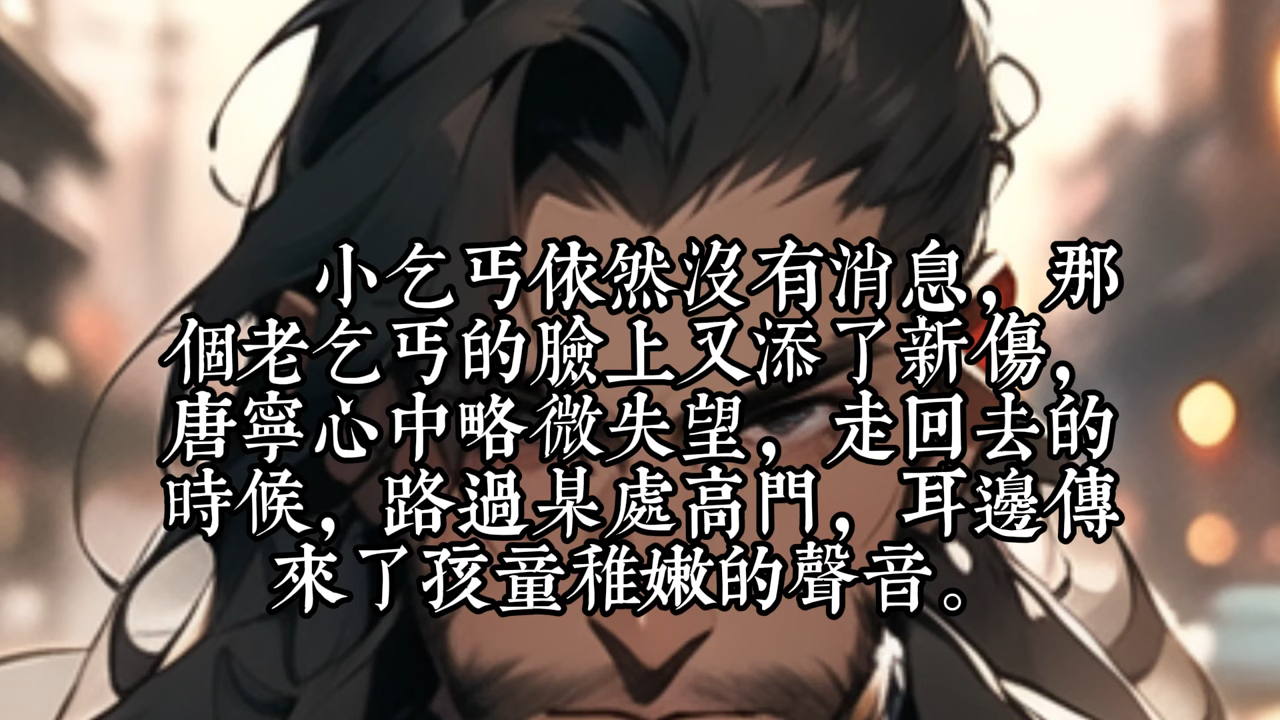 小乞丐依然沒有消息，那
個老乞丐的臉上又添了新傷，
唐寧心中略微失望，走回去的
時候，路過某處高門，耳邊傳
來了孩童稚嫩的聲音。